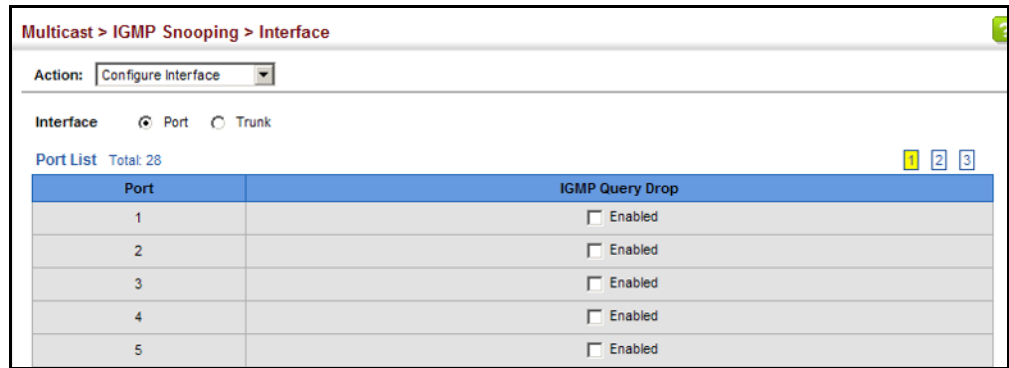 Multicast > IGMP Snooping > Interface
?
Action: Configure Interface
Interface Port Trunk
Port List Total: 28 1 2 3
Port IGMP Query Drop
1 Enabled
2 Enabled
3 Enabled
4 Enabled
5 Enabled